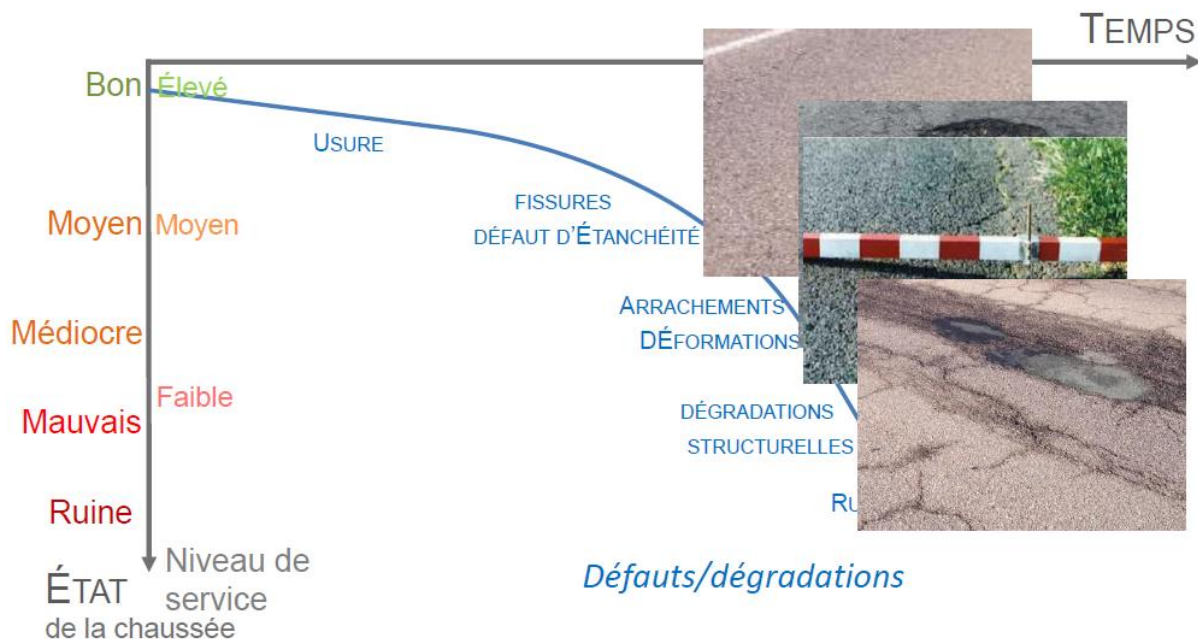 TEMPS
Bon
Élevé
USURE
FISSURES
DÉFAUT D'ÉTANCHÉITÉ
Moyen
Moyen
ARRACHEMENTS
DÉFORMATIONS
Médiocre
Faible
Mauvais
DÉGRADATIONS
STRUCTURELLES
Ruine
Niveau de
service
ÉTAT
de la chaussée
Défauts/dégradations